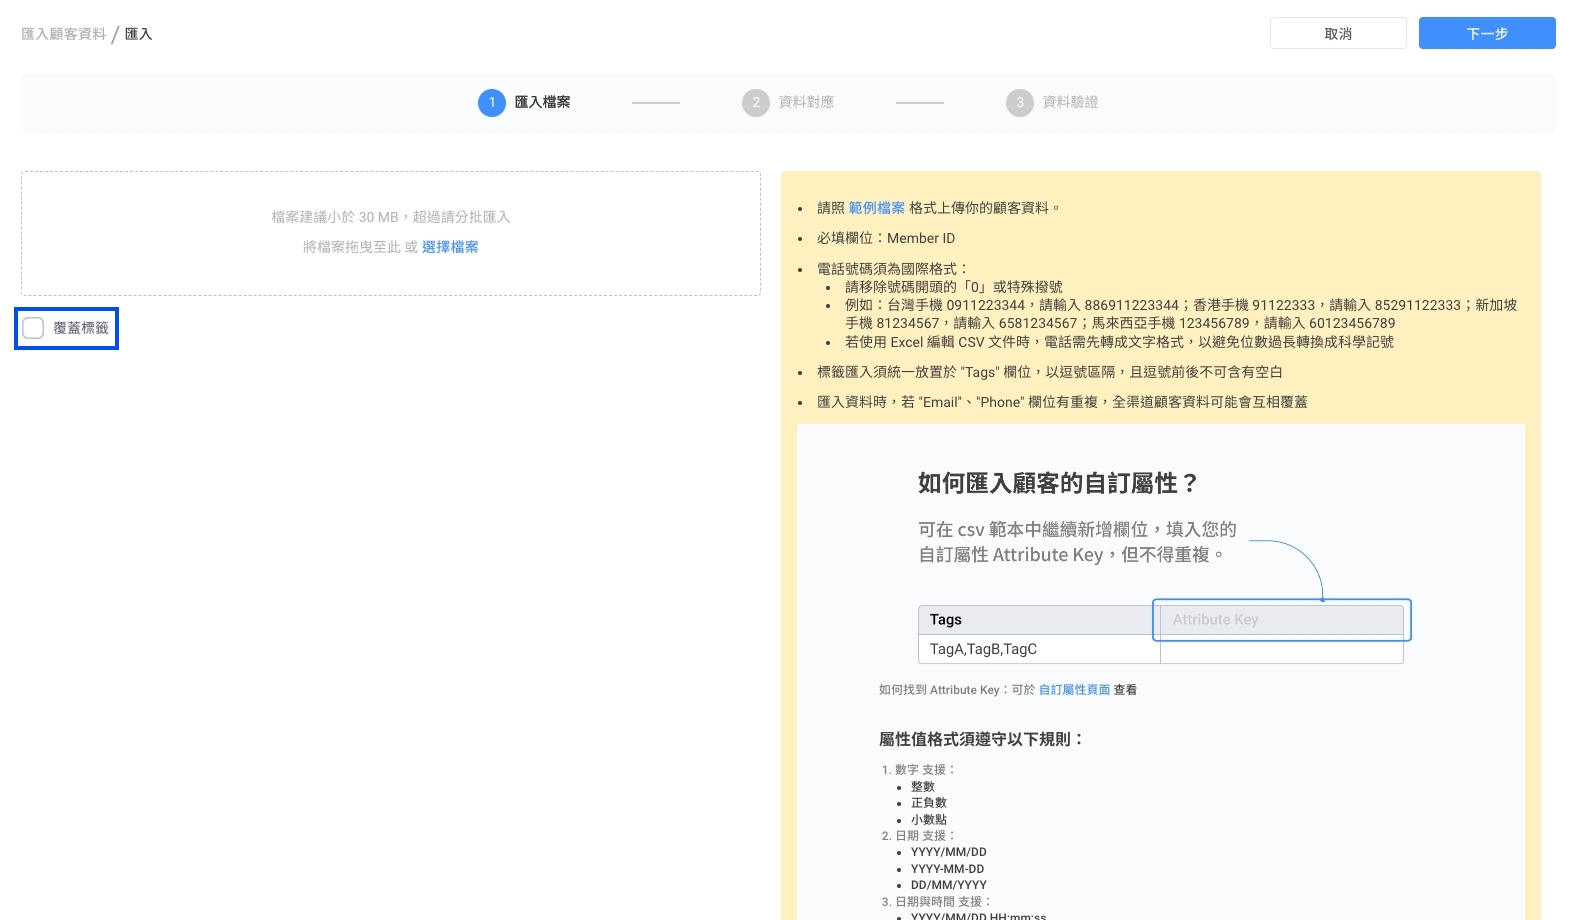 匯入顧客資料 / 匯入
取消
下一步
1 匯入檔案
2 資料對應
3 資料驗證
檔案建議小於 30 MB，超過請分批匯入
將檔案拖曳至此 或 選擇檔案
覆蓋標籤
• 請照 範例檔案 格式上傳你的顧客資料。
• 必填欄位：Member ID
• 電話號碼須為國際格式：
• 請移除號碼開頭的「0」或特殊撥號
• 例如：台灣手機 0911223344，請輸入 886911223344；香港手機 91122333，請輸入 85291122333；新加坡
手機 81234567，請輸入 6581234567；馬來西亞手機 123456789，請輸入 60123456789
• 若使用 Excel 編輯 CSV 文件時，電話需先轉成文字格式，以避免位數過長轉換成科學記號
• 標籤匯入須統一放置於 "Tags" 欄位，以逗號區隔，且逗號前後不可含有空白
• 匯入資料時，若 "Email"、"Phone" 欄位有重複，全渠道顧客資料可能會互相覆蓋
如何匯入顧客的自訂屬性？
可在 csv 範本中繼續新增欄位，填入您的
自訂屬性 Attribute Key，但不得重複。
Tags
Attribute Key
TagA,TagB,TagC
如何找到 Attribute Key：可於 自訂屬性頁面 查看
屬性值格式須遵守以下規則：
1. 數字 支援：
• 整數
• 正負數
• 小數點
2. 日期 支援：
• YYYY/MM/DD
• YYYY-MM-DD
• DD/MM/YYYY
3. 日期與時間 支援：
• YYYY/MM/DD HH:mm:ss